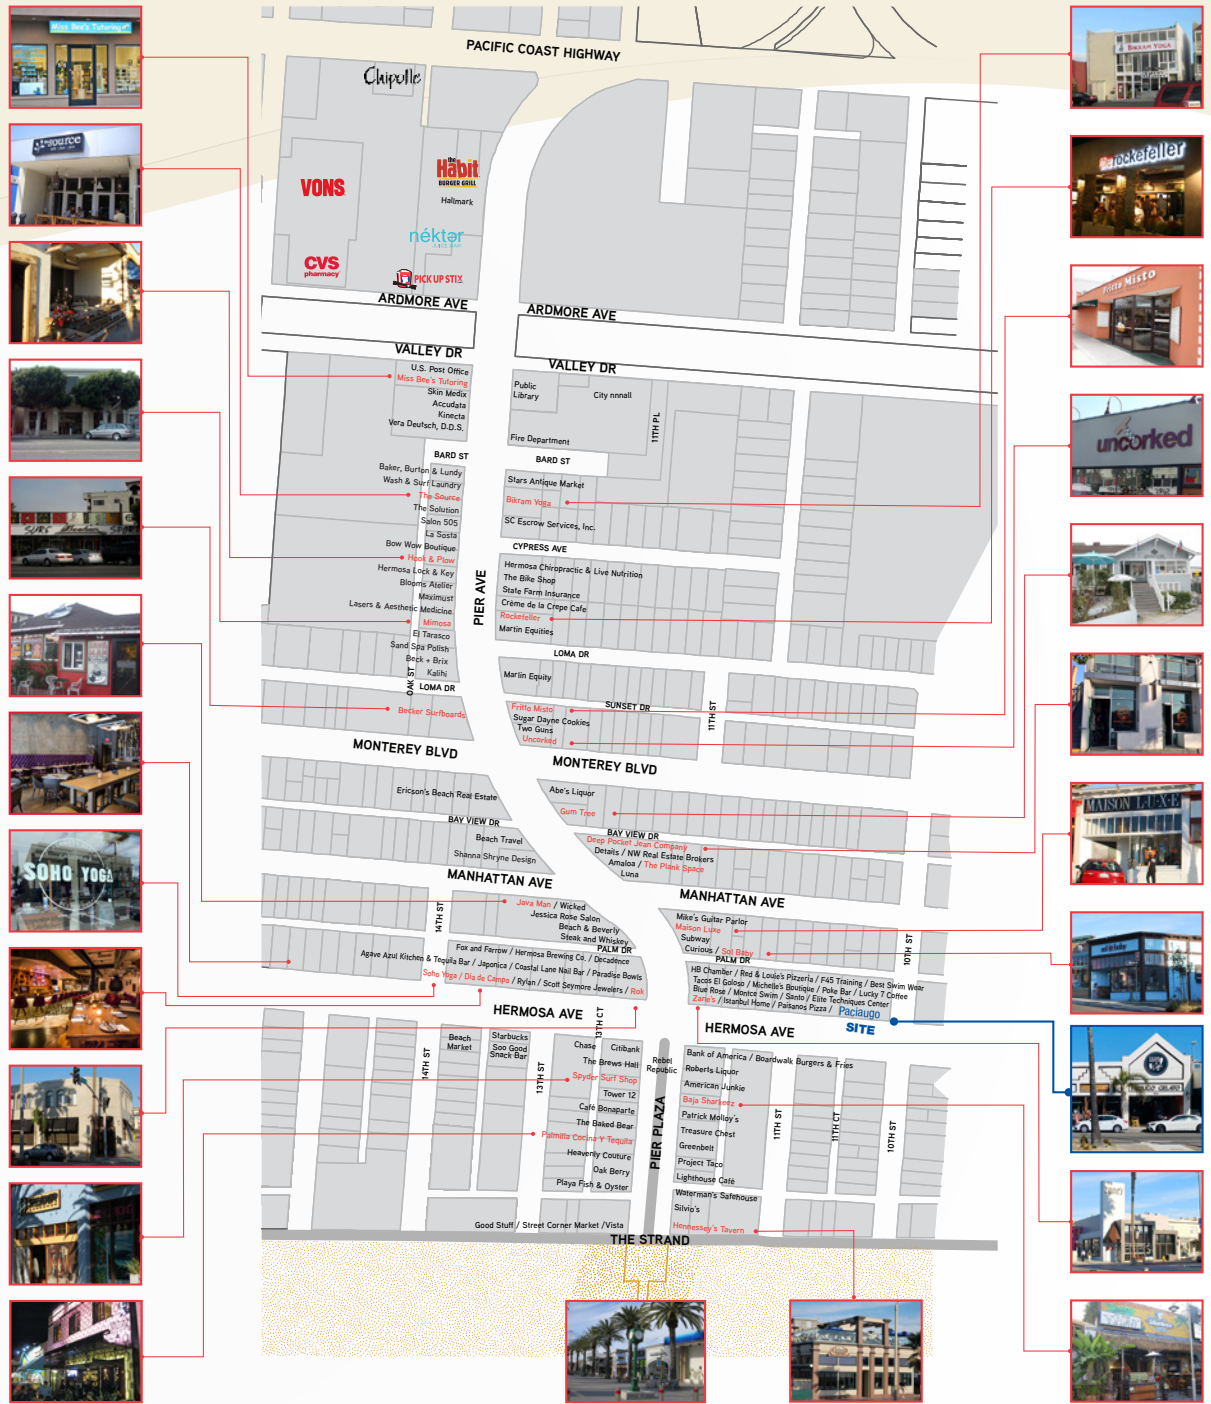 Miss Bee's Tutoring
PACIFIC COAST HIGHWAY
BIKRAM YOGA
Chipotle
source
the
Habit
BURGER GRILL
rockefeller
VONS
Hallmark
néktər
JUICE BAR
CVS
pharmacy
PICK UP STIX
Fritto Misto
ARDMORE AVE
ARDMORE AVE
VALLEY DR
VALLEY DR
U.S. Post Office
Miss Bee's Tutoring
Skin Medix
Accudata
Kinecta
Vera Deutsch, D.D.S.
Public
Library
City nnnall
11TH PL
Fire Department
uncorked
BARD ST
BARD ST
Baker, Burton & Lundy
Wash & Surf Laundry
The Source
The Solution
Salon 505
La Sosta
Bow Wow Boutique
Hook & Plow
Hermosa Lock & Key
Blooms Atelier
Maximust
Lasers & Aesthetic Medicine
Mimosa
El Tarasco
Sand Spa Polish
Beck + Brix
Kalihi
OAK ST
LOMA DR
Stars Antique Market
Bikram Yoga
SC Escrow Services, Inc.
CYPRESS AVE
Hermosa Chiropractic & Live Nutrition
The Bike Shop
State Farm Insurance
Crème de la Crepe Cafe
Rockefeller
Martin Equities
PIER AVE
LOMA DR
Marlin Equity
Becker Surfboards
Fritto Misto
SUNSET DR
Sugar Dayne Cookies
Two Guns
Uncorked
11TH ST
MONTEREY BLVD
MONTEREY BLVD
Ericson's Beach Real Estate
Abe's Liquor
Gum Tree
BAY VIEW DR
BAY VIEW DR
Beach Travel
Shanna Shryne Design
Deep Pocket Jean Company
Details / NW Real Estate Brokers
Amaloa / The Plank Space
Luna
MAISON LUXE
SOHO YOGA
MANHATTAN AVE
MANHATTAN AVE
14TH ST
Java Man / Wicked
Jessica Rose Salon
Beach & Beverly
Steak and Whiskey
PALM DR
Mike's Guitar Parlor
Maison Luxe
Subway
Curious / Sol Baby
PALM DR
10TH ST
Fox and Farrow / Hermosa Brewing Co. / Decadence
Agave Azul Kitchen & Tequila Bar / Japonica / Coastal Lane Nail Bar / Paradise Bowls
Soho Yoga / Dia de Campo / Rylan / Scott Seymore Jewelers / Rok
HB Chamber / Red & Louie's Pizzeria / F45 Training / Best Swim Wear
Tacos El Goloso / Michelle's Boutique / Poke Bar / Lucky 7 Coffee
Blue Rose / Montce Swim / Santo / Elite Techniques Center
Zane's / Istanbul Home / Paisanos Pizza / Paciaugo
SITE
HERMOSA AVE
HERMOSA AVE
13TH CT
14TH ST
13TH ST
Beach
Market
Starbucks
Soo Good
Snack Bar
Chase
Citibank
The Brews Hall
Spyder Surf Shop
Tower 12
Café Bonaparte
The Baked Bear
Palmilla Cocina Y Tequila
Heavenly Couture
Oak Berry
Playa Fish & Oyster
Good Stuff / Street Corner Market /Vista
Rebel
Republic
PIER PLAZA
Bank of America / Boardwalk Burgers & Fries
Roberts Liquor
American Junkie
Baja Sharkeez
Patrick Molloy's
Treasure Chest
Greenbelt
Project Taco
Lighthouse Café
Waterman's Safehouse
Silvio's
Hennessey's Tavern
11TH ST
11TH CT
10TH ST
THE STRAND